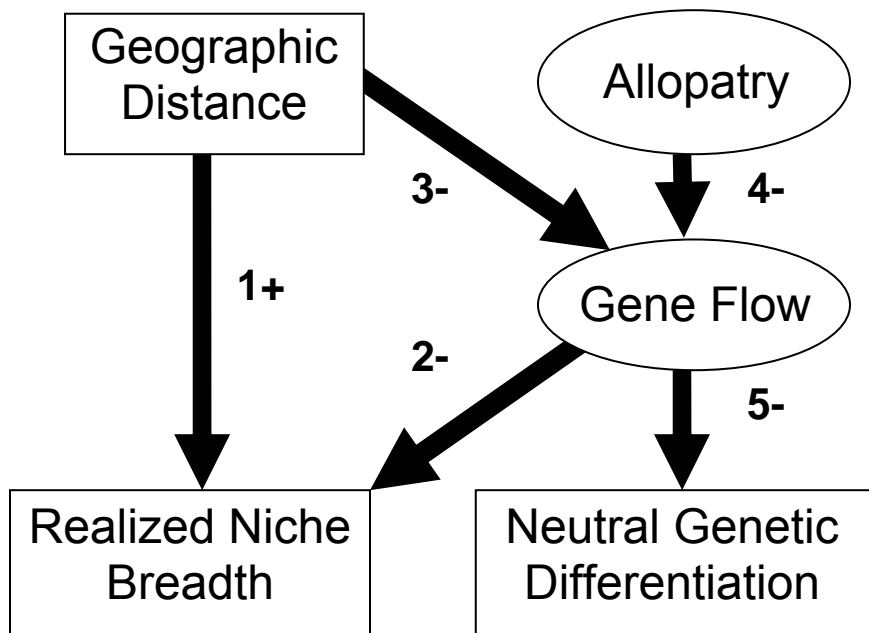 Geographic
Distance
Allopatry
3-
4-
1+
Gene Flow
2-
5-
Realized Niche
Breadth
Neutral Genetic
Differentiation